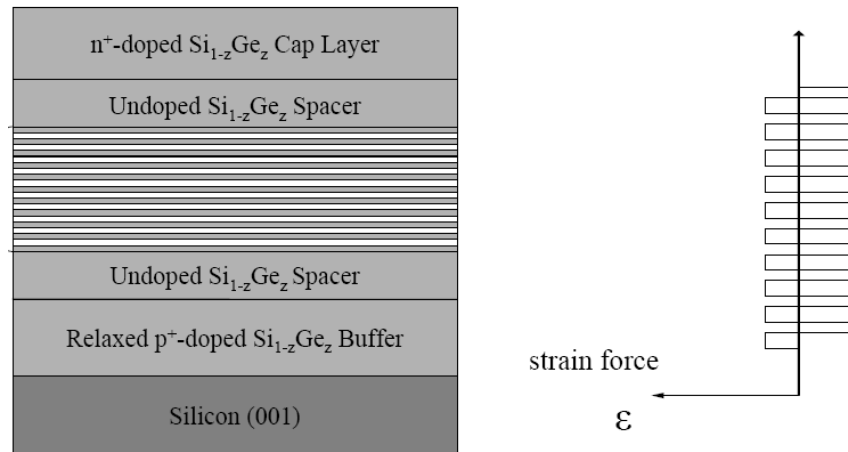 n⁺-doped Si₁₋zGez Cap Layer
Undoped Si₁₋zGez Spacer
Undoped Si₁₋zGez Spacer
Relaxed p⁺-doped Si₁₋zGez Buffer
Silicon (001)
strain force
ε